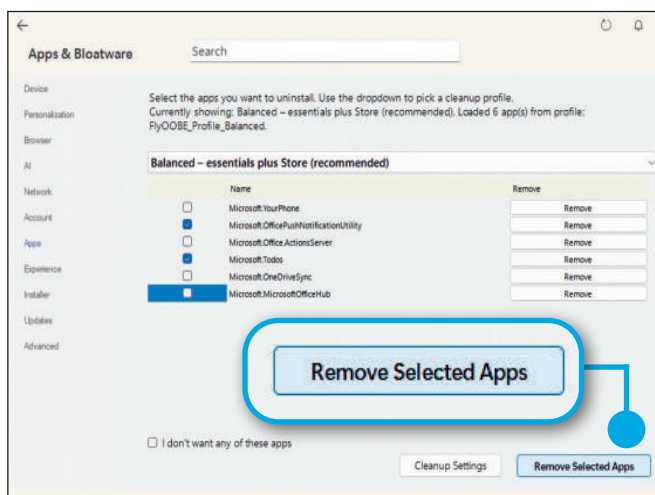 Apps & Bloatware
Search
Device
Personalization
Browser
AI
Network
Account
Apps
Experience
Installer
Updates
Advanced
Select the apps you want to uninstall. Use the dropdown to pick a cleanup profile.
Currently showing: Balanced – essentials plus Store (recommended). Loaded 6 app(s) from profile:
FlyOOBE_Profile_Balanced.
Balanced – essentials plus Store (recommended)
Name Remove
Microsoft.YourPhone Remove
Microsoft.OfficePushNotificationUtility Remove
Microsoft.Office.ActionsServer Remove
Microsoft.Todos Remove
Microsoft.OneDriveSync Remove
Microsoft.MicrosoftOfficeHub Remove
Remove Selected Apps
I don't want any of these apps
Cleanup Settings Remove Selected Apps